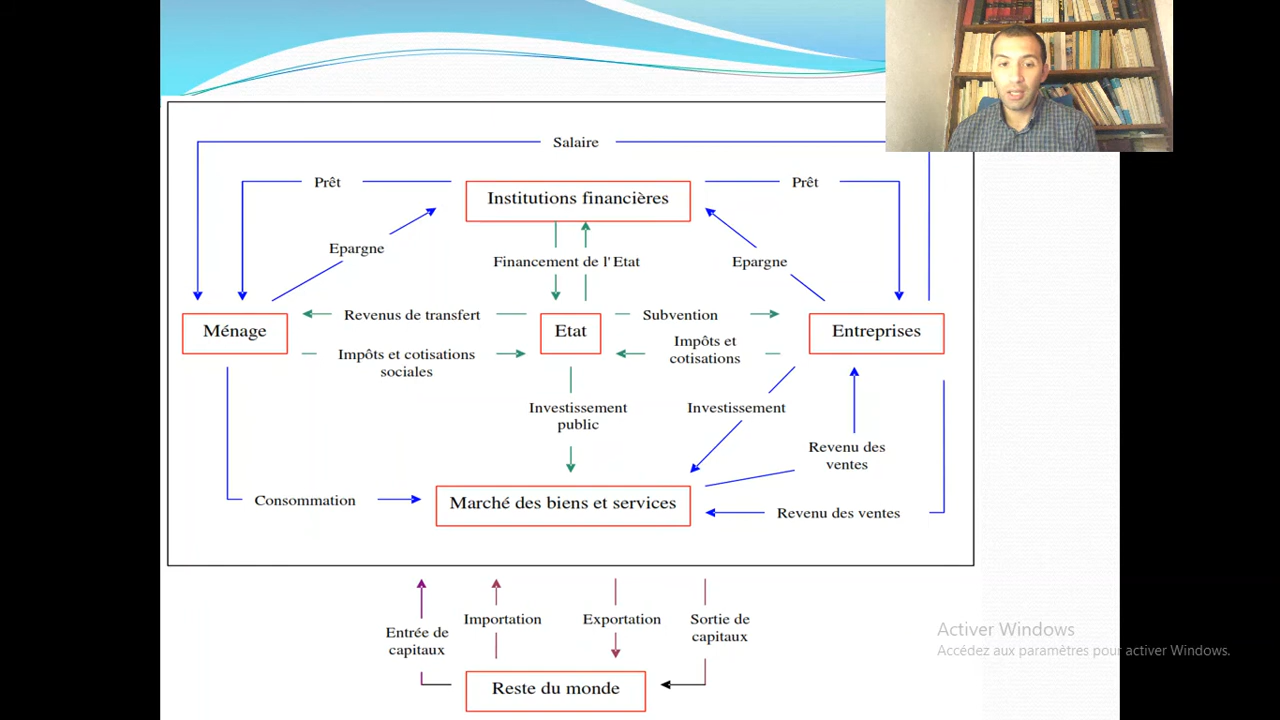 Salaire
Prêt
Prêt
Institutions financières
Epargne
Financement de l'Etat
Epargne
Revenus de transfert
Subvention
Ménage
Etat
Entreprises
Impôts et cotisations
sociales
Impôts et
cotisations
Investissement
public
Investissement
Revenu des
ventes
Consommation
Marché des biens et services
Revenu des ventes
Entrée de
capitaux
Importation
Exportation
Sortie de
capitaux
Reste du monde
Activer Windows
Accédez aux paramètres pour activer Windows.